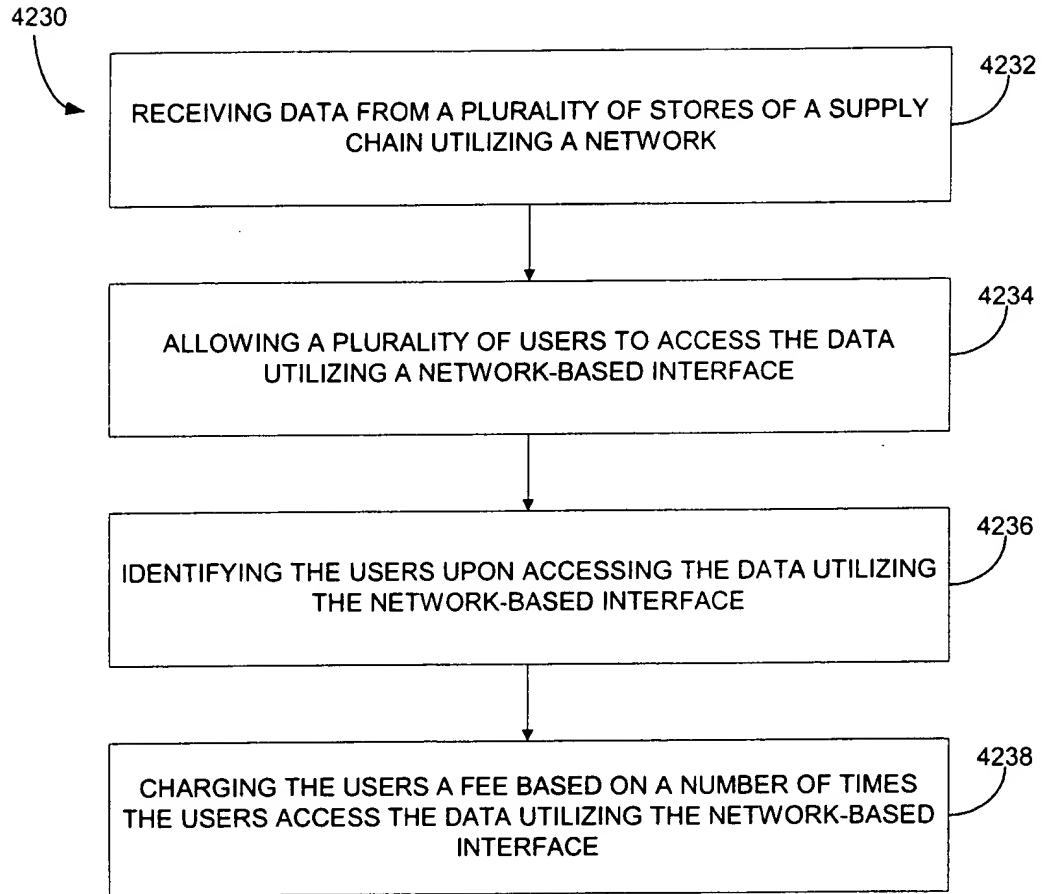 4230
4232
RECEIVING DATA FROM A PLURALITY OF STORES OF A SUPPLY
CHAIN UTILIZING A NETWORK
4234
ALLOWING A PLURALITY OF USERS TO ACCESS THE DATA
UTILIZING A NETWORK-BASED INTERFACE
4236
IDENTIFYING THE USERS UPON ACCESSING THE DATA UTILIZING
THE NETWORK-BASED INTERFACE
4238
CHARGING THE USERS A FEE BASED ON A NUMBER OF TIMES
THE USERS ACCESS THE DATA UTILIZING THE NETWORK-BASED
INTERFACE